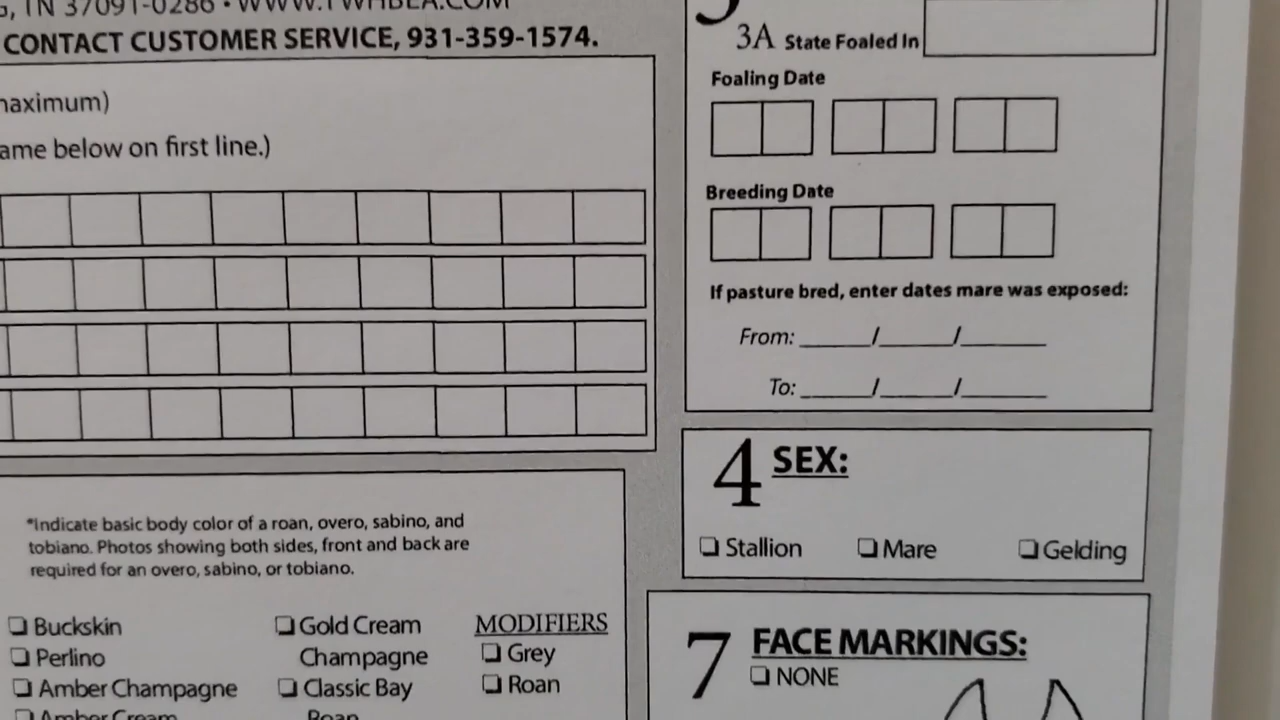 TN 37091-0286 • WWW.TWHBEA.COM
CONTACT CUSTOMER SERVICE, 931-359-1574.
ame below on first line.)
3A State Foaled In
Foaling Date
Breeding Date
If pasture bred, enter dates mare was exposed:
From: ______/______/_______
To: ______/______/_______
4 SEX:
❏ Stallion ❏ Mare ❏ Gelding
*Indicate basic body color of a roan, overo, sabino, and
tobiano. Photos showing both sides, front and back are
required for an overo, sabino, or tobiano.
❏ Buckskin
❏ Perlino
❏ Amber Champagne
❏ Amber Cream
❏ Gold Cream
Champagne
❏ Classic Bay
Roan
MODIFIERS
❏ Grey
❏ Roan
7 FACE MARKINGS:
❏ NONE